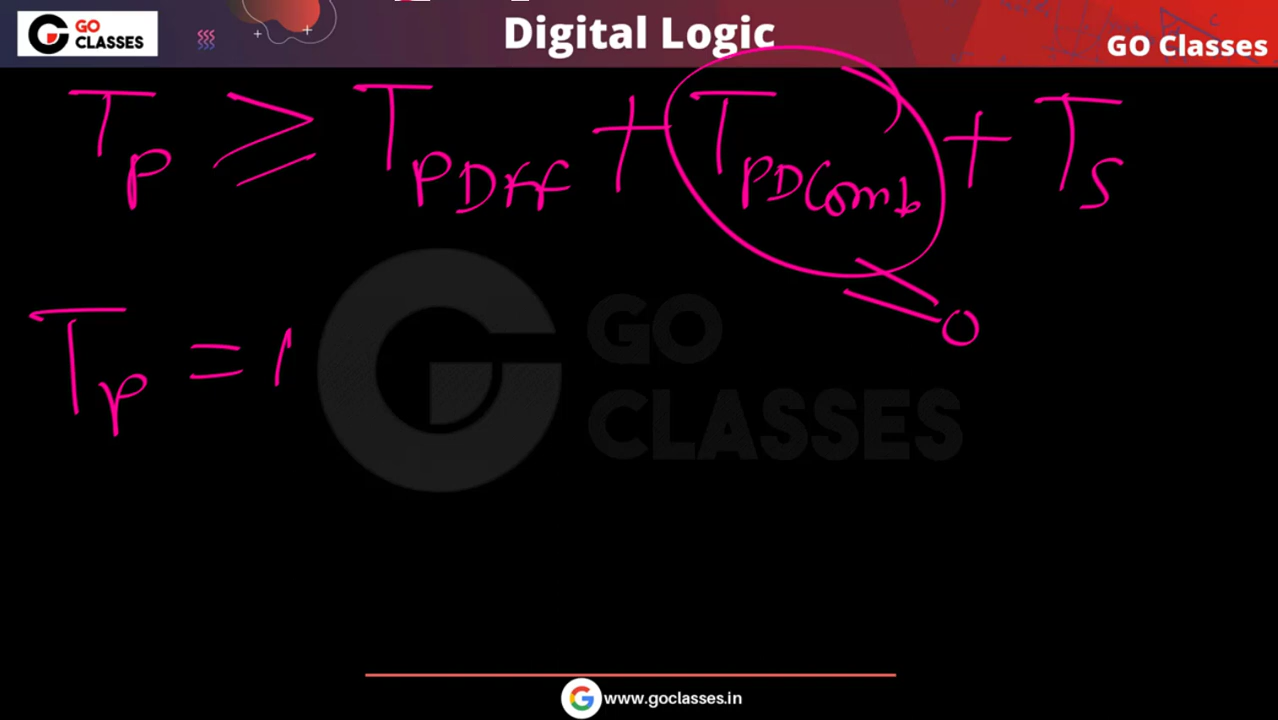 GO CLASSES
Digital Logic
GO Classes
Tp ≥ TPDff + TPDComb + Ts
= 0
Tp = 1
GO
CLASSES
www.goclasses.in